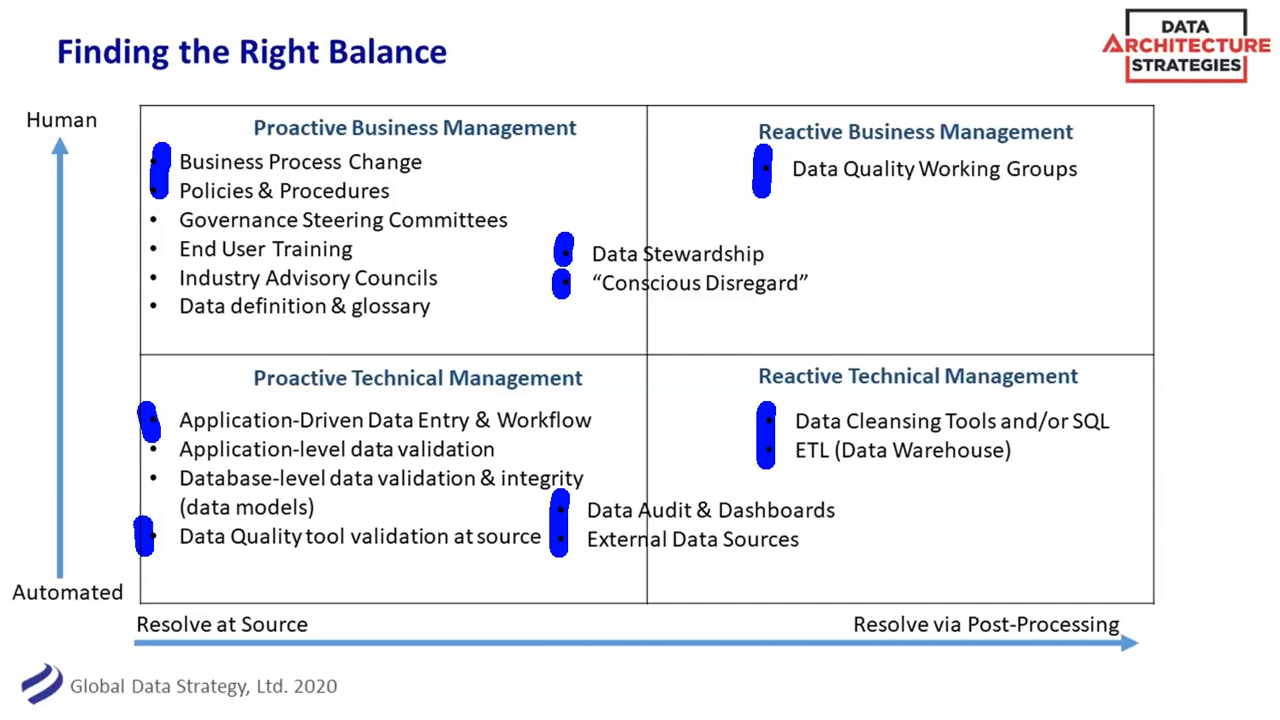 Finding the Right Balance
DATA
ARCHITECTURE
STRATEGIES
Human
Proactive Business Management
• Business Process Change
• Policies & Procedures
• Governance Steering Committees
• End User Training
• Industry Advisory Councils
• Data definition & glossary
Reactive Business Management
• Data Quality Working Groups
• Data Stewardship
• “Conscious Disregard”
Proactive Technical Management
• Application-Driven Data Entry & Workflow
• Application-level data validation
• Database-level data validation & integrity
(data models)
• Data Quality tool validation at source
Reactive Technical Management
• Data Cleansing Tools and/or SQL
• ETL (Data Warehouse)
• Data Audit & Dashboards
• External Data Sources
Automated
Resolve at Source
Resolve via Post-Processing
Global Data Strategy, Ltd. 2020